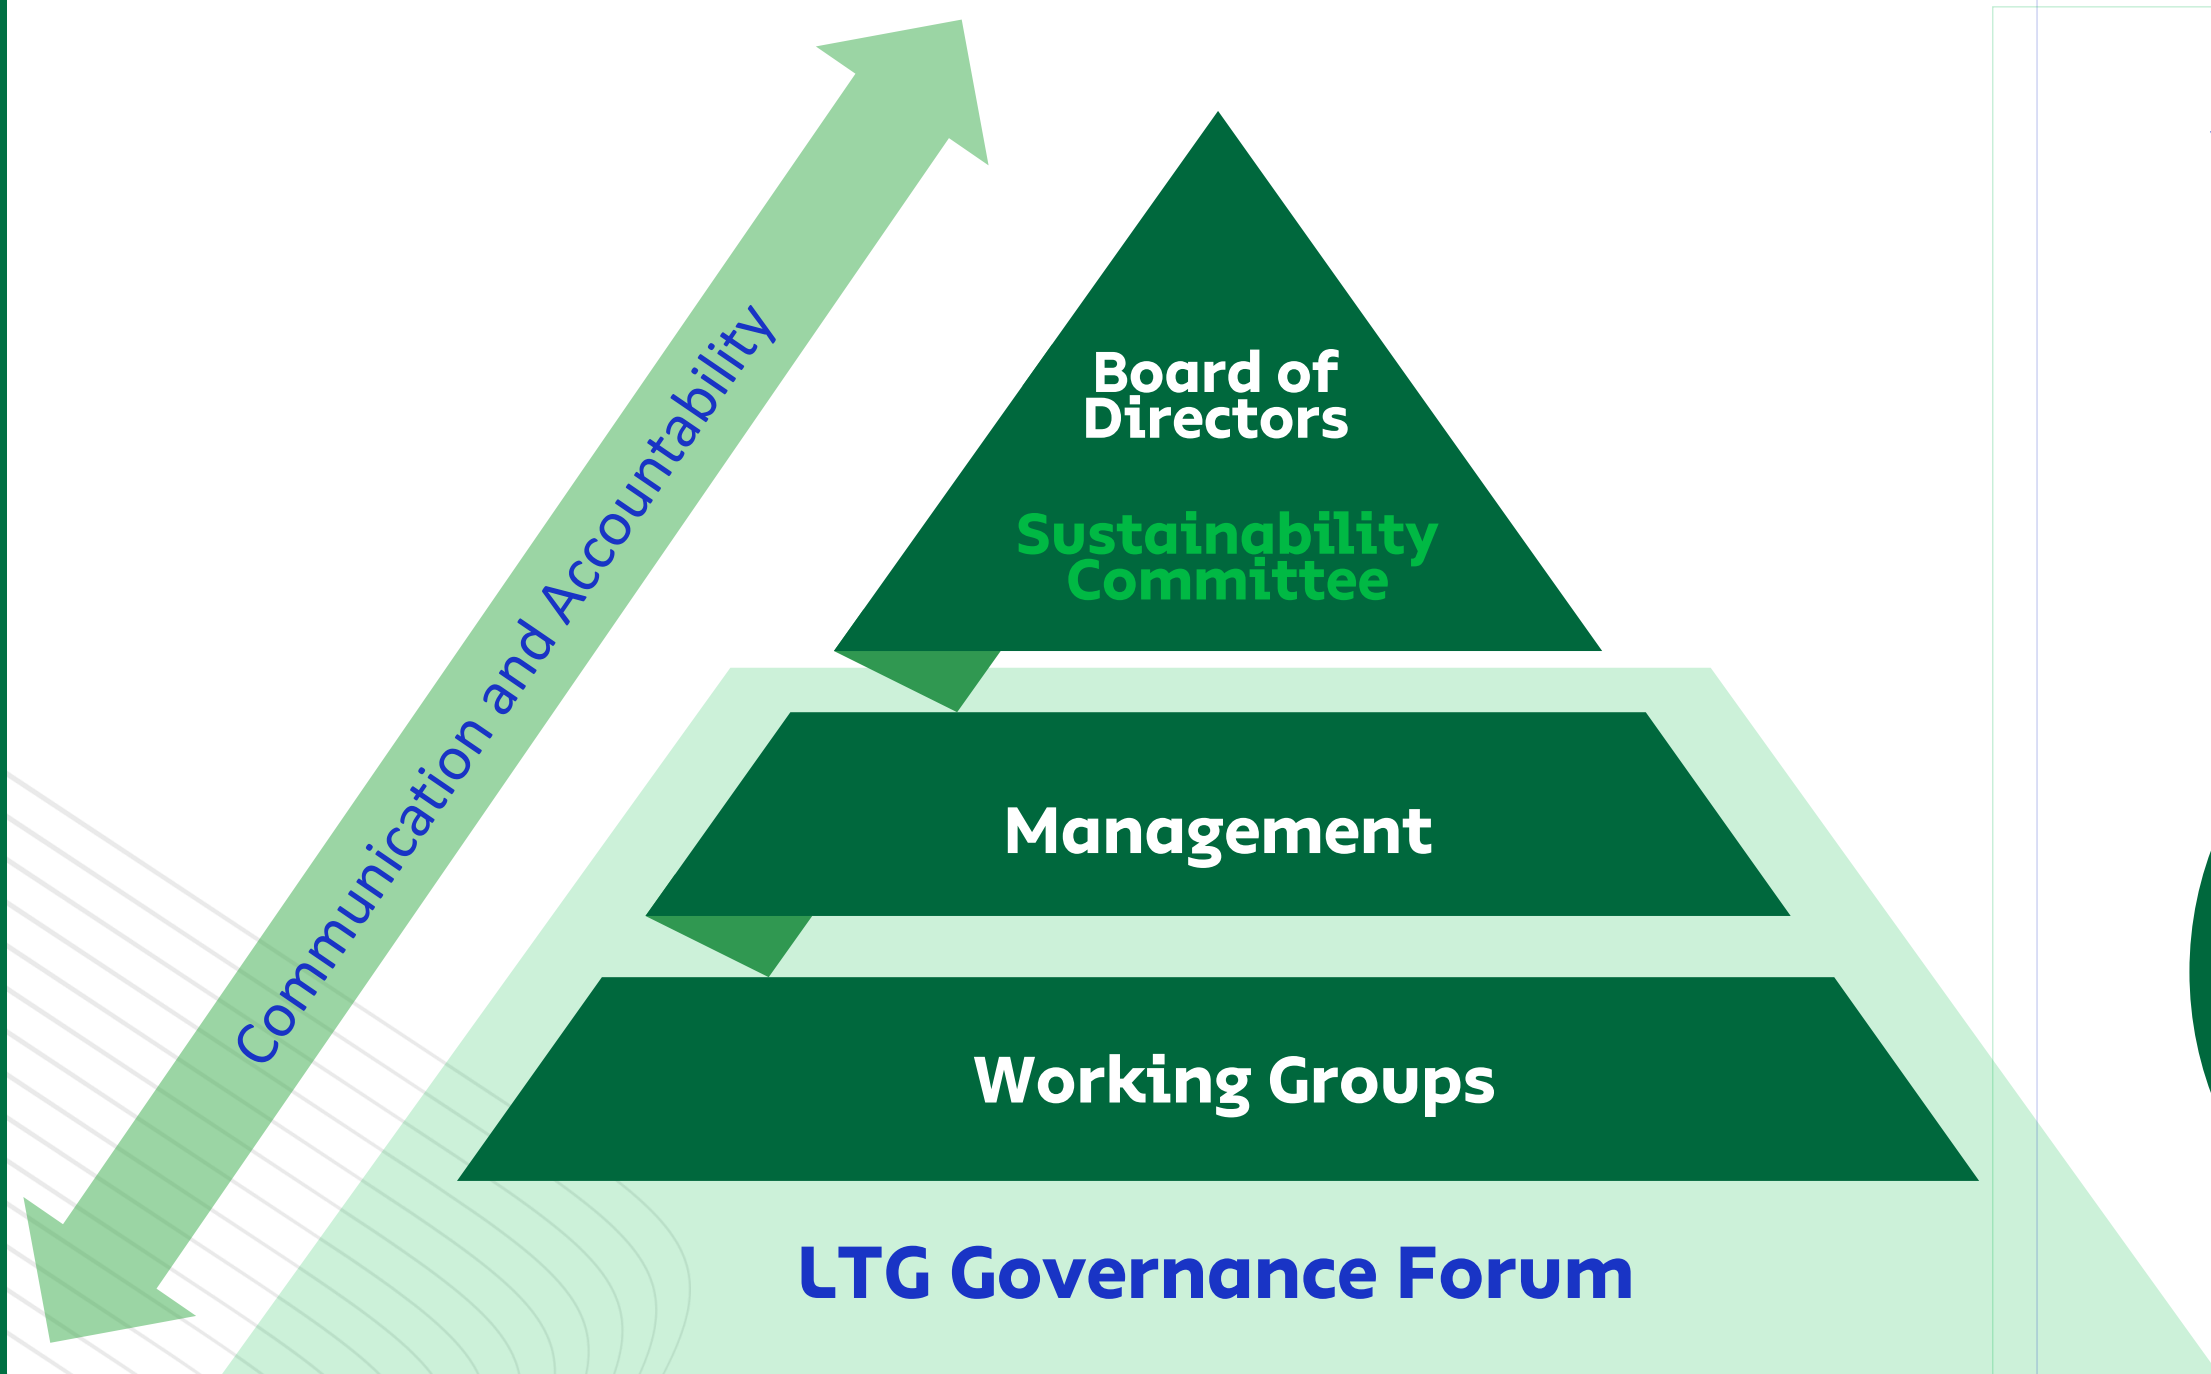 Communication and Accountability
Board of
Directors
Sustainability
Committee
Management
Working Groups
LTG Governance Forum